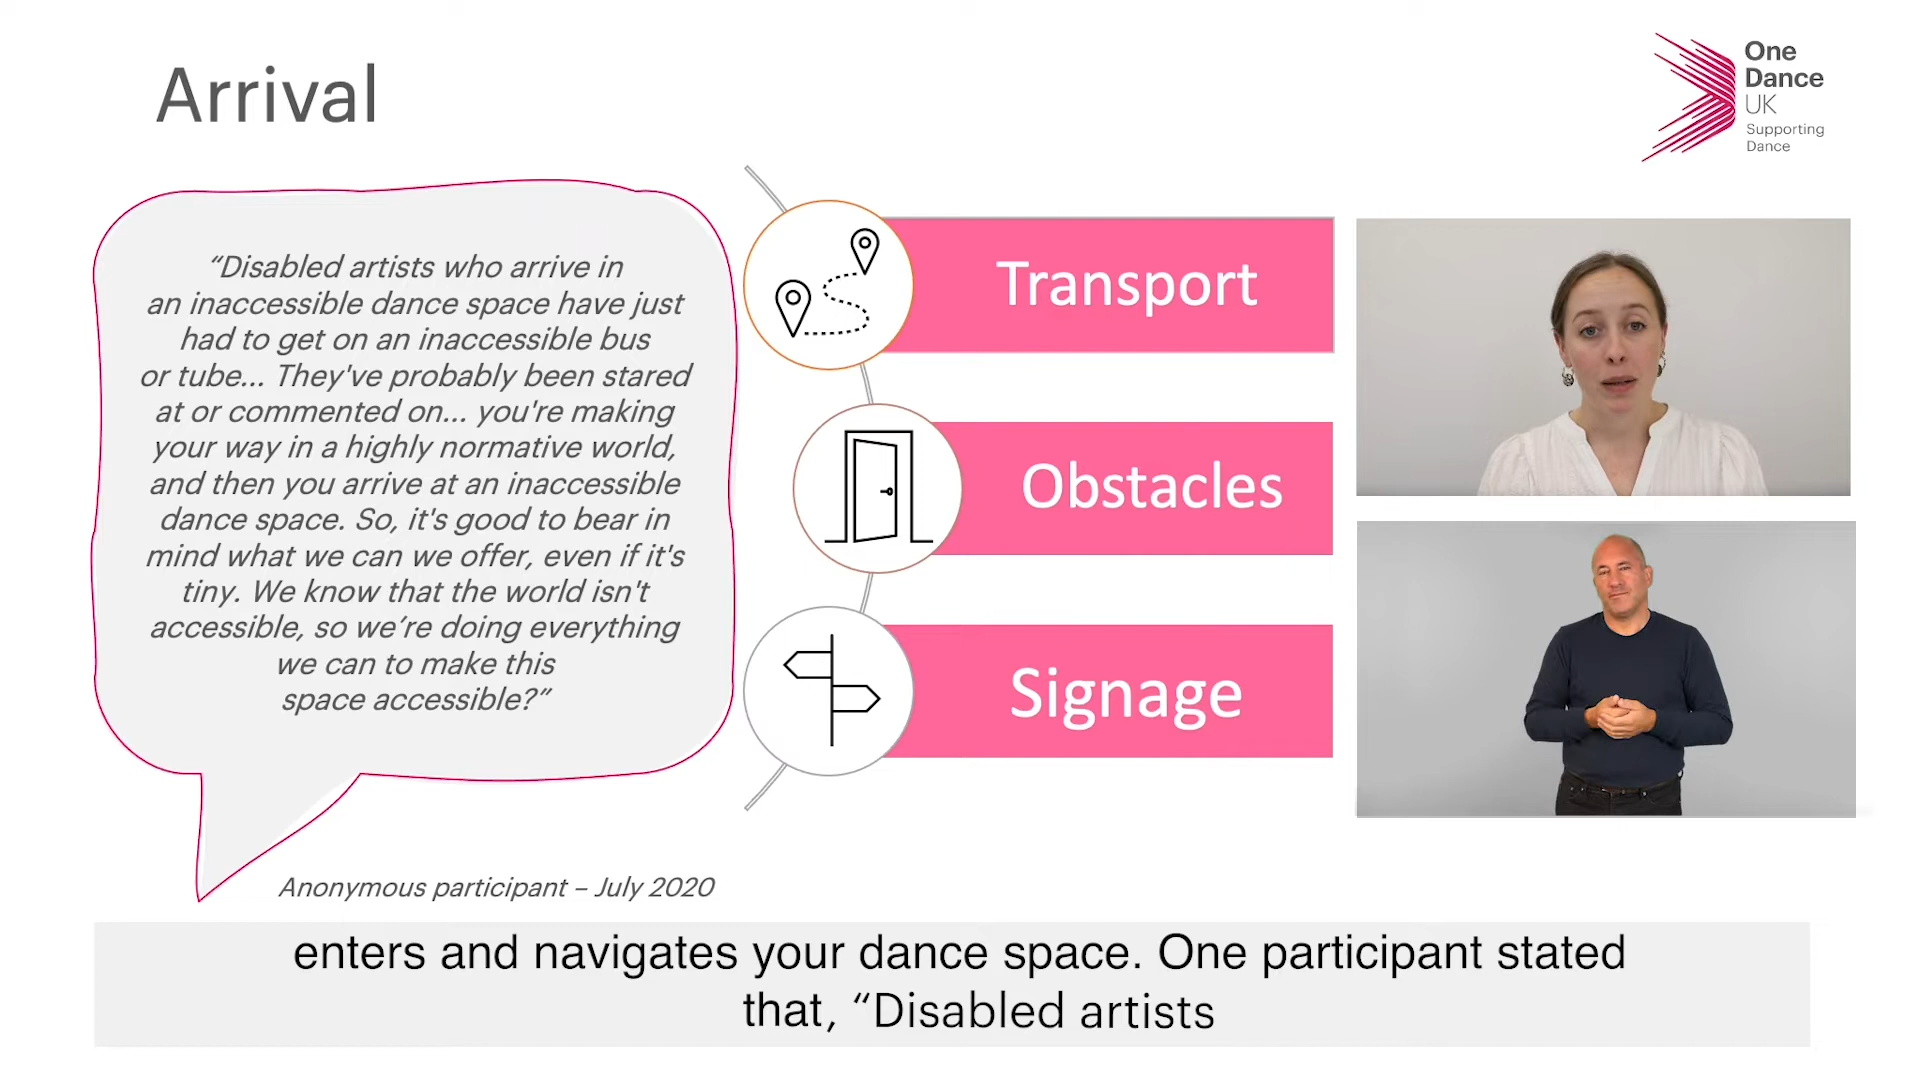 Arrival
One
Dance
UK
Supporting
Dance
“Disabled artists who arrive in
an inaccessible dance space have just
had to get on an inaccessible bus
or tube... They've probably been stared
at or commented on... you're making
your way in a highly normative world,
and then you arrive at an inaccessible
dance space. So, it's good to bear in
mind what we can we offer, even if it's
tiny. We know that the world isn't
accessible, so we’re doing everything
we can to make this
space accessible?”
Anonymous participant – July 2020
Transport
Obstacles
Signage
enters and navigates your dance space. One participant stated
that, “Disabled artists